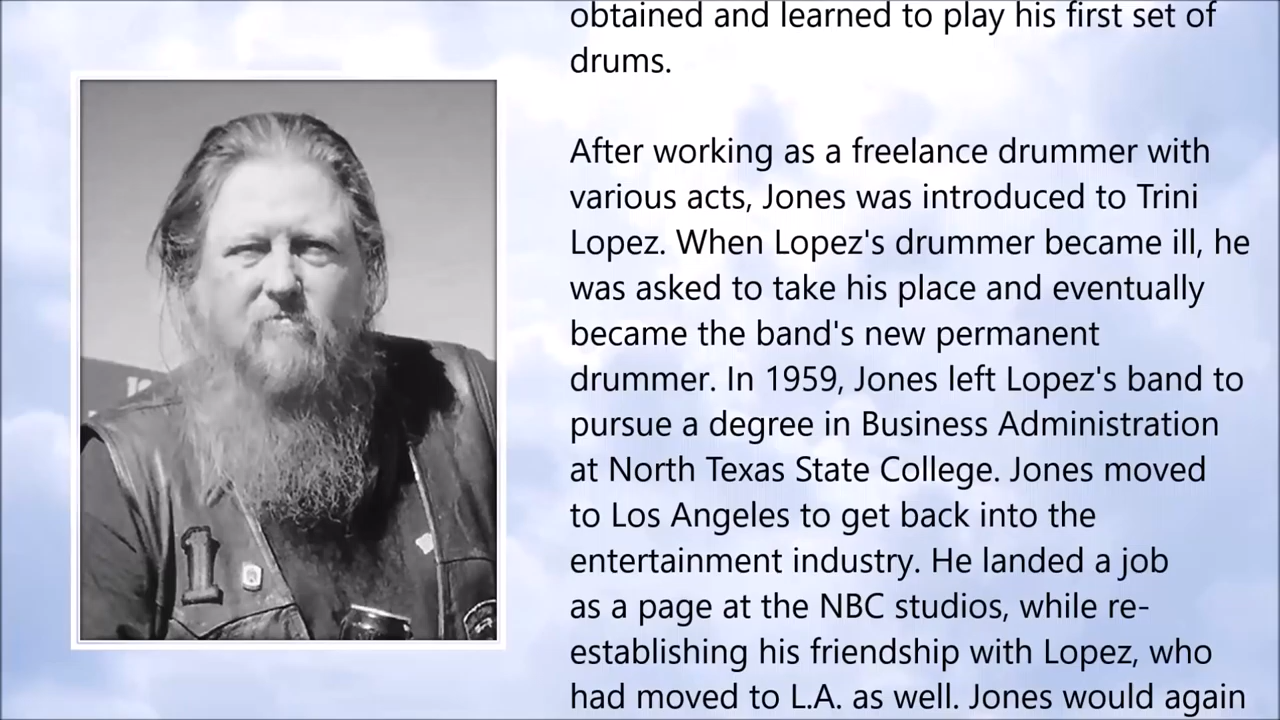 obtained and learned to play his first set of
drums.
After working as a freelance drummer with
various acts, Jones was introduced to Trini
Lopez. When Lopez's drummer became ill, he
was asked to take his place and eventually
became the band's new permanent
drummer. In 1959, Jones left Lopez's band to
pursue a degree in Business Administration
at North Texas State College. Jones moved
to Los Angeles to get back into the
entertainment industry. He landed a job
as a page at the NBC studios, while re-
establishing his friendship with Lopez, who
had moved to L.A. as well. Jones would again
1